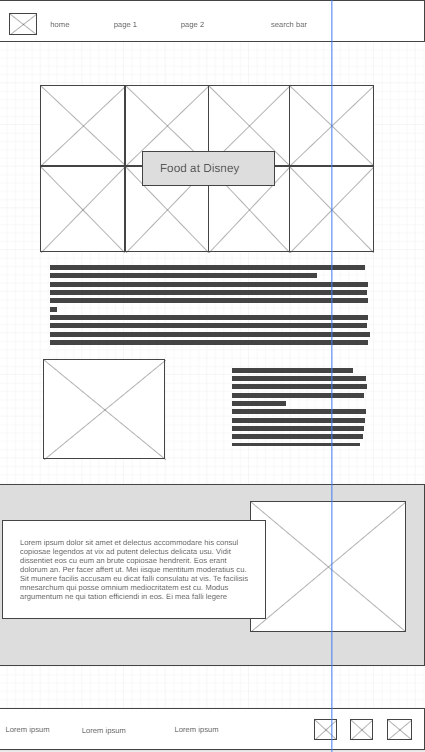 home page 1 page 2 search bar
Food at Disney
Lorem ipsum dolor sit amet et delectus accommodare his consul
copiosae legendos at vix ad putent delectus delicata usu. Vidit
dissentiet eos cu eum an brute copiosae hendrerit. Eos erant
dolorum an. Per facer affert ut. Mei iisque mentitum moderatius cu.
Sit munere facilis accusam eu dicat falli consulatu at vis. Te facilisis
mnesarchum qui posse omnium mediocritatem est cu. Modus
argumentum ne qui tation efficiendi in eos. Ei mea falli legere
Lorem ipsum Lorem ipsum Lorem ipsum